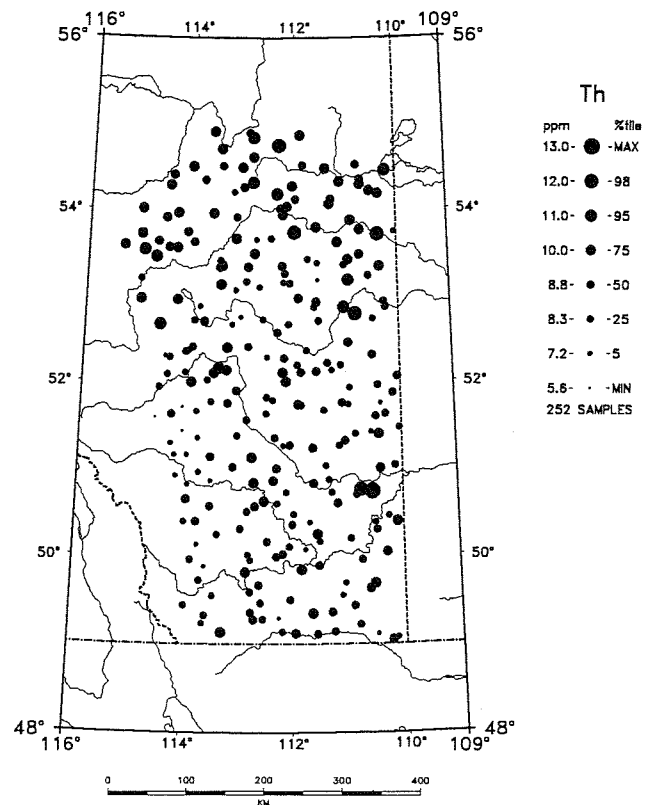 116° 114° 112° 110° 109°
56° 56°
54° 54°
52° 52°
50° 50°
48° 48°
116° 114° 112° 110° 109°
Th
ppm %file
13.0- -MAX
12.0- -98
11.0- -95
10.0- -75
8.8- -50
8.3- -25
7.2- -5
5.6- -MIN
252 SAMPLES
0 100 200 300 400
KM